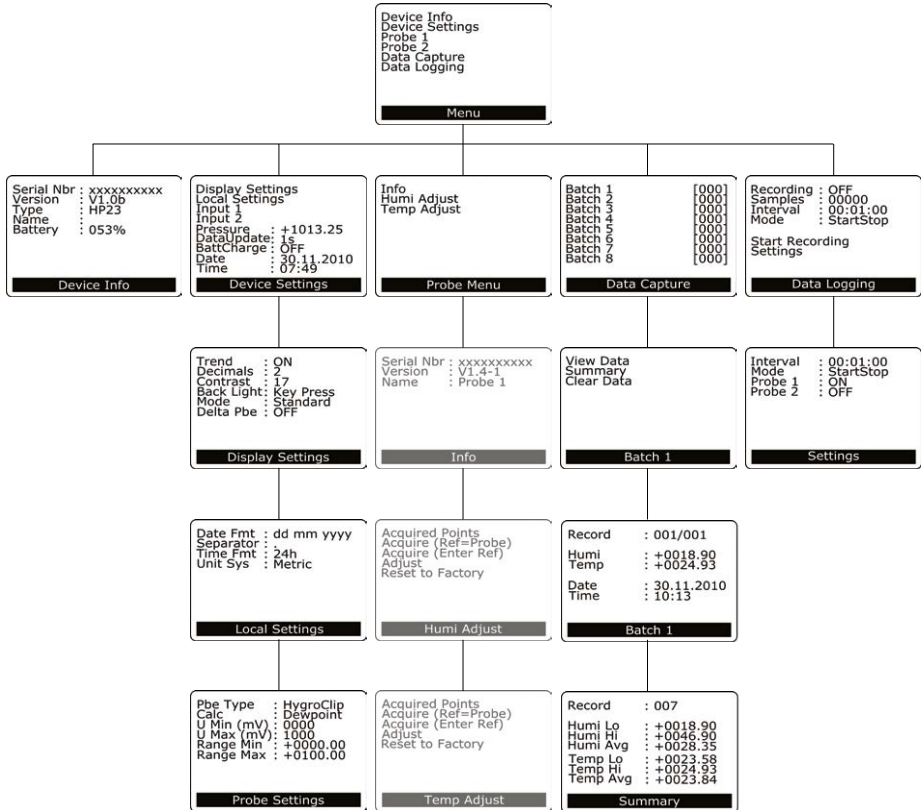 Device Info
Device Settings
Probe 1
Probe 2
Data Capture
Data Logging
Menu
Serial Nbr : xxxxxxxxxx
Version : V1.0b
Type : HP23
Name :
Battery : 053%
Device Info
Display Settings
Local Settings
Input 1
Input 2
Pressure : +1013.25
DataUpdate: 1s
BattCharge : OFF
Date : 30.11.2010
Time : 07:49
Device Settings
Info
Humi Adjust
Temp Adjust
Probe Menu
Batch 1 [000]
Batch 2 [000]
Batch 3 [000]
Batch 4 [000]
Batch 5 [000]
Batch 6 [000]
Batch 7 [000]
Batch 8 [000]
Data Capture
Recording : OFF
Samples : 00000
Interval : 00:01:00
Mode : StartStop
Start Recording
Settings
Data Logging
Trend : ON
Decimals : 2
Contrast : 17
Back Light: Key Press
Mode : Standard
Delta Pbe : OFF
Display Settings
Serial Nbr : xxxxxxxxxx
Version : V1.4-1
Name : Probe 1
Info
View Data
Summary
Clear Data
Batch 1
Interval : 00:01:00
Mode : StartStop
Probe 1 : ON
Probe 2 : OFF
Settings
Date Fmt : dd mm yyyy
Separator : .
Time Fmt : 24h
Unit Sys : Metric
Local Settings
Acquired Points
Acquire (Ref=Probe)
Acquire (Enter Ref)
Adjust
Reset to Factory
Humi Adjust
Record : 001/001
Humi : +0018.90
Temp : +0024.93
Date : 30.11.2010
Time : 10:13
Batch 1
Pbe Type : HygroClip
Calc : Dewpoint
U Min (mV) : 0000
U Max (mV): 1000
Range Min : +0000.00
Range Max : +0100.00
Probe Settings
Acquired Points
Acquire (Ref=Probe)
Acquire (Enter Ref)
Adjust
Reset to Factory
Temp Adjust
Record : 007
Humi Lo : +0018.90
Humi Hi : +0046.90
Humi Avg : +0028.35
Temp Lo : +0023.58
Temp Hi : +0024.93
Temp Avg : +0023.84
Summary